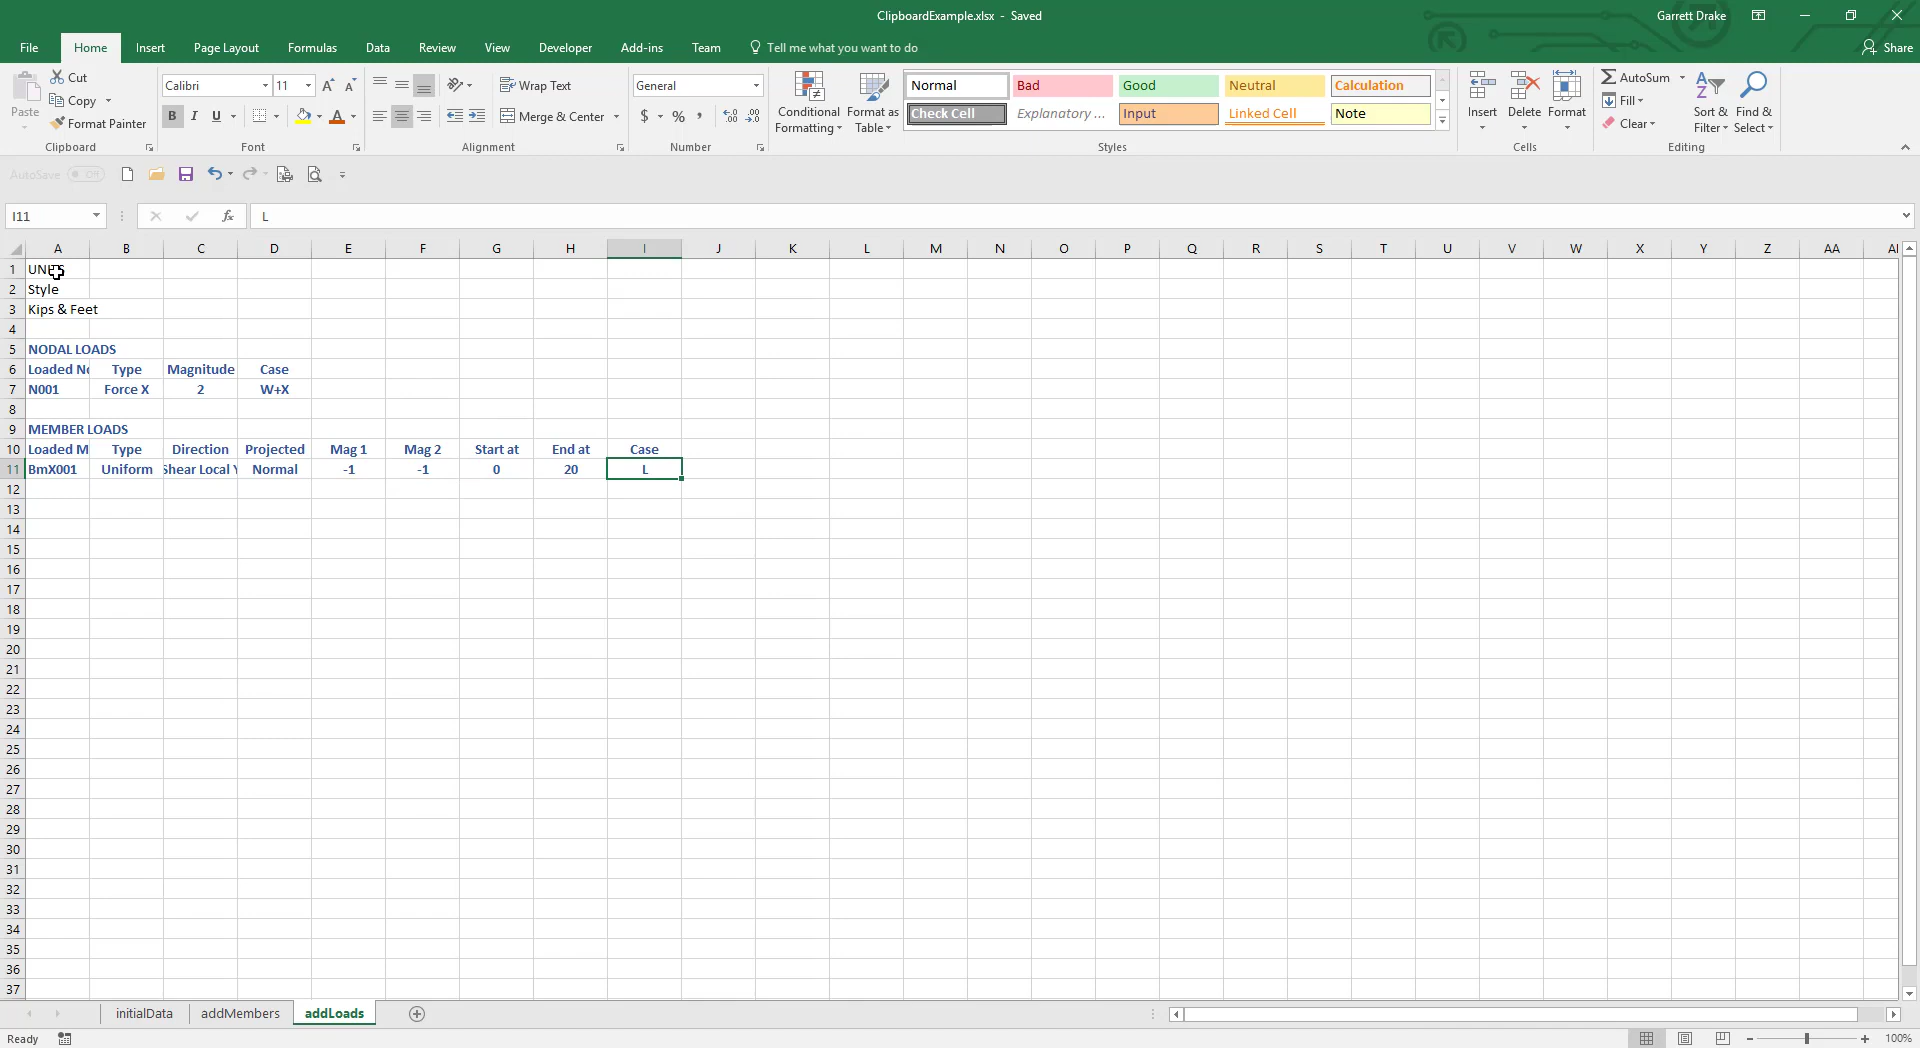 ClipboardExample.xlsx - Saved
Garrett Drake
File Home Insert Page Layout Formulas Data Review View Developer Add-ins Team Tell me what you want to do Share
Paste Cut Copy Format Painter Clipboard
Calibri 11 B I U Font
Wrap Text Merge & Center Alignment
General $ % , Number
Conditional Formatting Format as Table
Normal Bad Good Neutral Calculation
Check Cell Explanatory ... Input Linked Cell Note
Styles
Insert Delete Format Cells
AutoSum Fill Clear Sort & Filter Find & Select Editing
AutoSave Off
I11 fx L
A B C D E F G H I J K L M N O P Q R S T U V W X Y Z AA
1
2 Style
3 Kips & Feet
4
5 NODAL LOADS
6 Loaded Type Magnitude Case
7 N001 Force X 2 W+X
8
9 MEMBER LOADS
10 Loaded M Type Direction Projected Mag 1 Mag 2 Start at End at Case
11 BmX001 Uniform Shear Local Normal -1 -1 0 20 L
12
13
14
15
16
17
18
19
20
21
22
23
24
25
26
27
28
29
30
31
32
33
34
35
36
37
initialData addMembers addLoads
Ready 100%